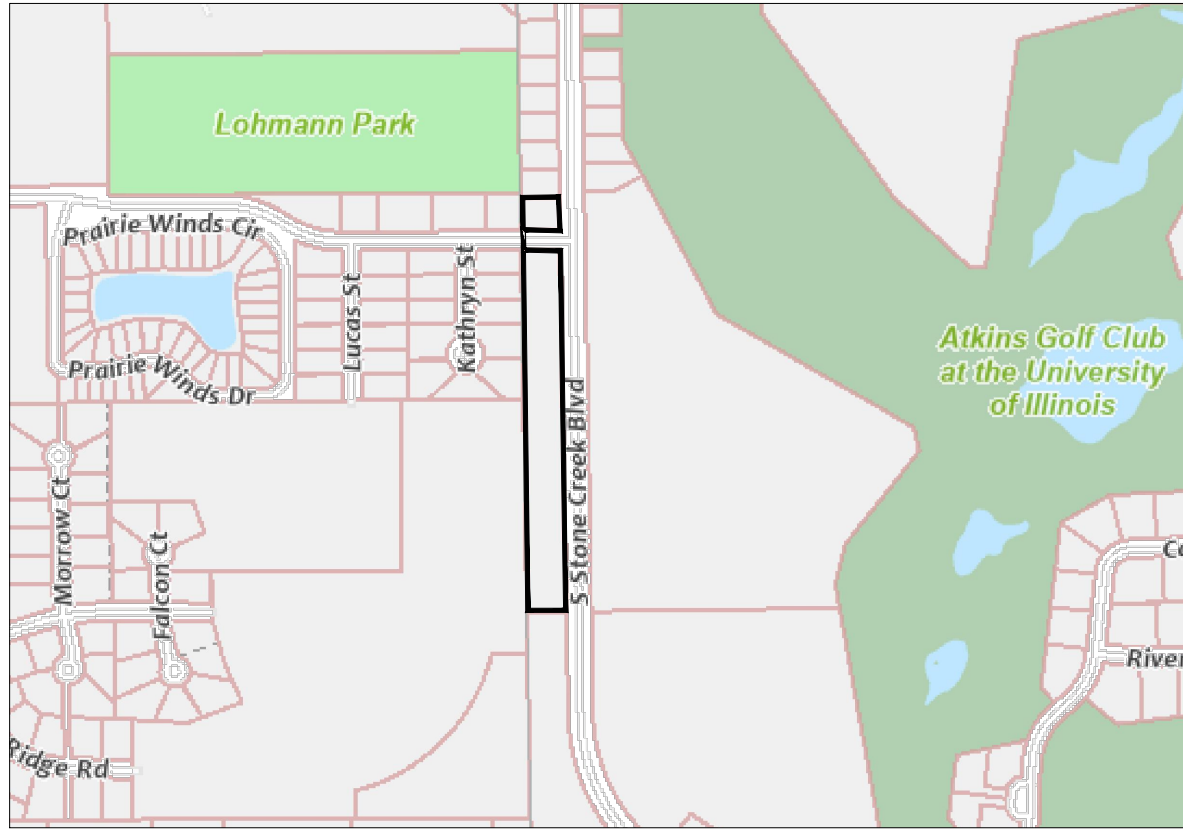 Lohmann Park
Prairie Winds Cir
Kathryn St
Lucas St
Prairie Winds Dr
Atkins Golf Club
at the University
of Illinois
S Stone Creek Blvd
Morrow Ct
Falcon Ct
Ridge Rd
River